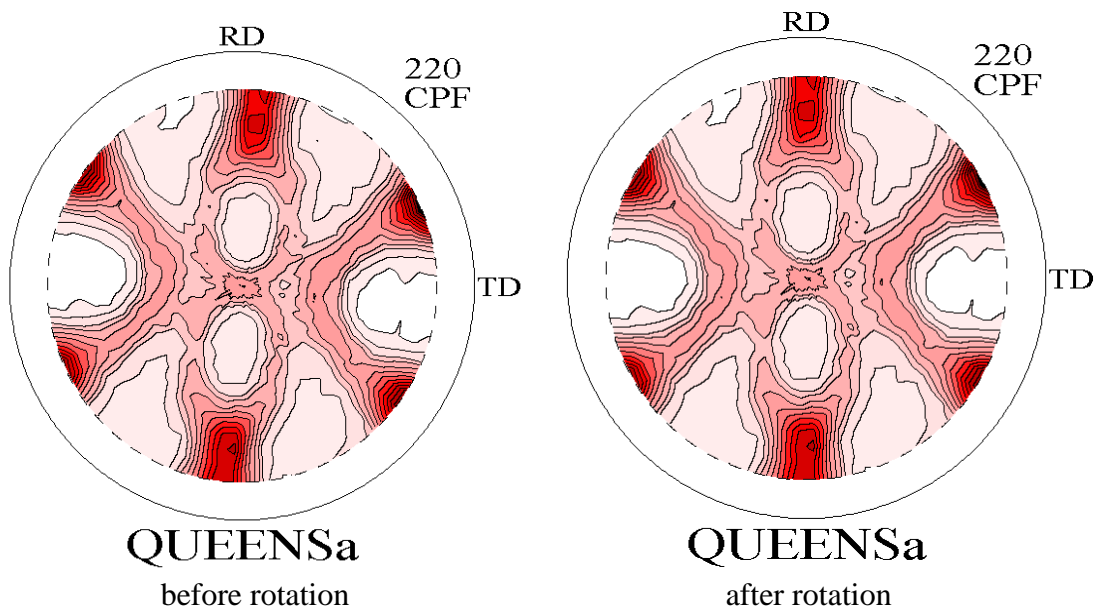 RD
220
CPF
TD
QUEENSa
before rotation
RD
220
CPF
TD
QUEENSa
after rotation